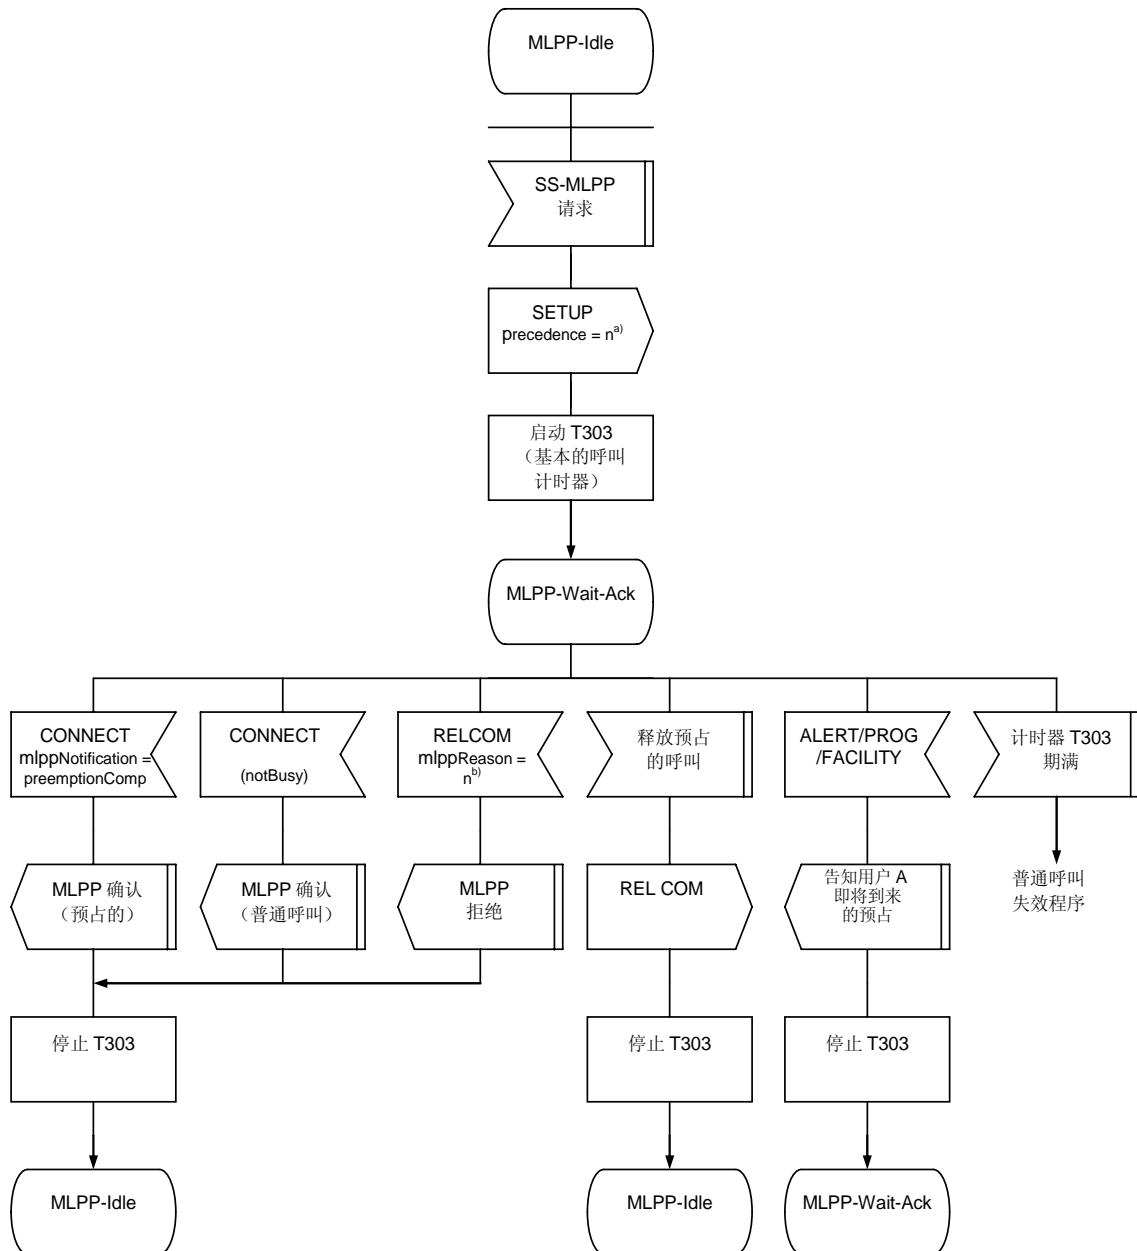 MLPP-Idle
SS-MLPP
请求
SETUP
precedence = n a)
启动 T303
（基本的呼叫
计时器）
MLPP-Wait-Ack
CONNECT
mlppNotification =
preemptionComp
CONNECT
(notBusy)
RELCOM
mlppReason =
n b)
释放预占
的呼叫
ALERT/PROG
/FACILITY
计时器 T303
期满
MLPP 确认
（预占的）
MLPP 确认
（普通呼叫）
MLPP
拒绝
REL COM
告知用户 A
即将到来
的预占
普通呼叫
失效程序
停止 T303
停止 T303
停止 T303
MLPP-Idle
MLPP-Idle
MLPP-Wait-Ack